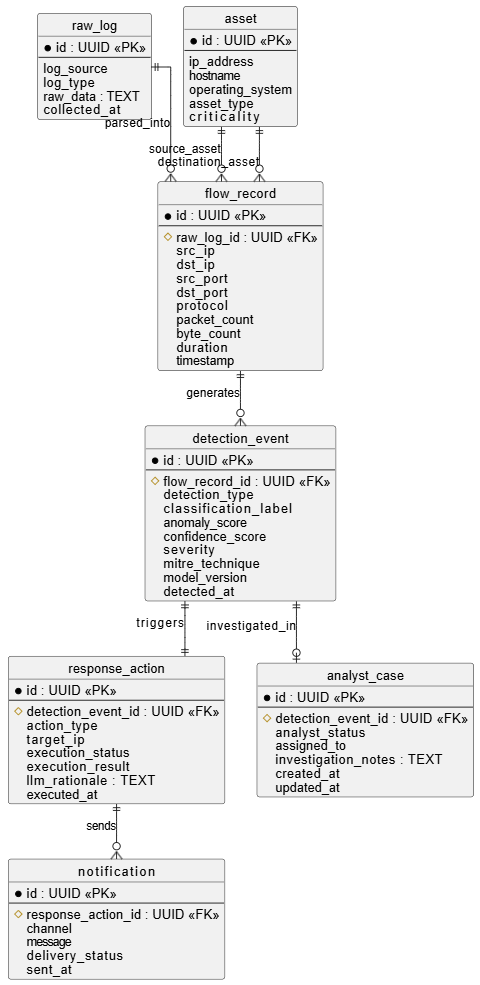 raw_log
● id : UUID «PK»
log_source
log_type
raw_data : TEXT
collected_at
asset
● id : UUID «PK»
ip_address
hostname
operating_system
asset_type
criticality
parsed_into
source_asset
destination_asset
flow_record
● id : UUID «PK»
◇ raw_log_id : UUID «FK»
src_ip
dst_ip
src_port
dst_port
protocol
packet_count
byte_count
duration
timestamp
generates
detection_event
● id : UUID «PK»
◇ flow_record_id : UUID «FK»
detection_type
classification_label
anomaly_score
confidence_score
severity
mitre_technique
model_version
detected_at
triggers
investigated_in
response_action
● id : UUID «PK»
◇ detection_event_id : UUID «FK»
action_type
target_ip
execution_status
execution_result
llm_rationale : TEXT
executed_at
analyst_case
● id : UUID «PK»
◇ detection_event_id : UUID «FK»
analyst_status
assigned_to
investigation_notes : TEXT
created_at
updated_at
sends
notification
● id : UUID «PK»
◇ response_action_id : UUID «FK»
channel
message
delivery_status
sent_at